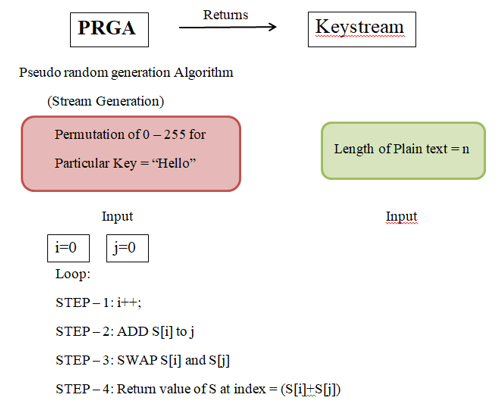 PRGA
Returns
Keystream
Pseudo random generation Algorithm
(Stream Generation)
Permutation of 0 – 255 for
Particular Key = “Hello”
Length of Plain text = n
Input
Input
i=0
j=0
Loop:
STEP – 1: i++;
STEP – 2: ADD S[i] to j
STEP – 3: SWAP S[i] and S[j]
STEP – 4: Return value of S at index = (S[i]+S[j])